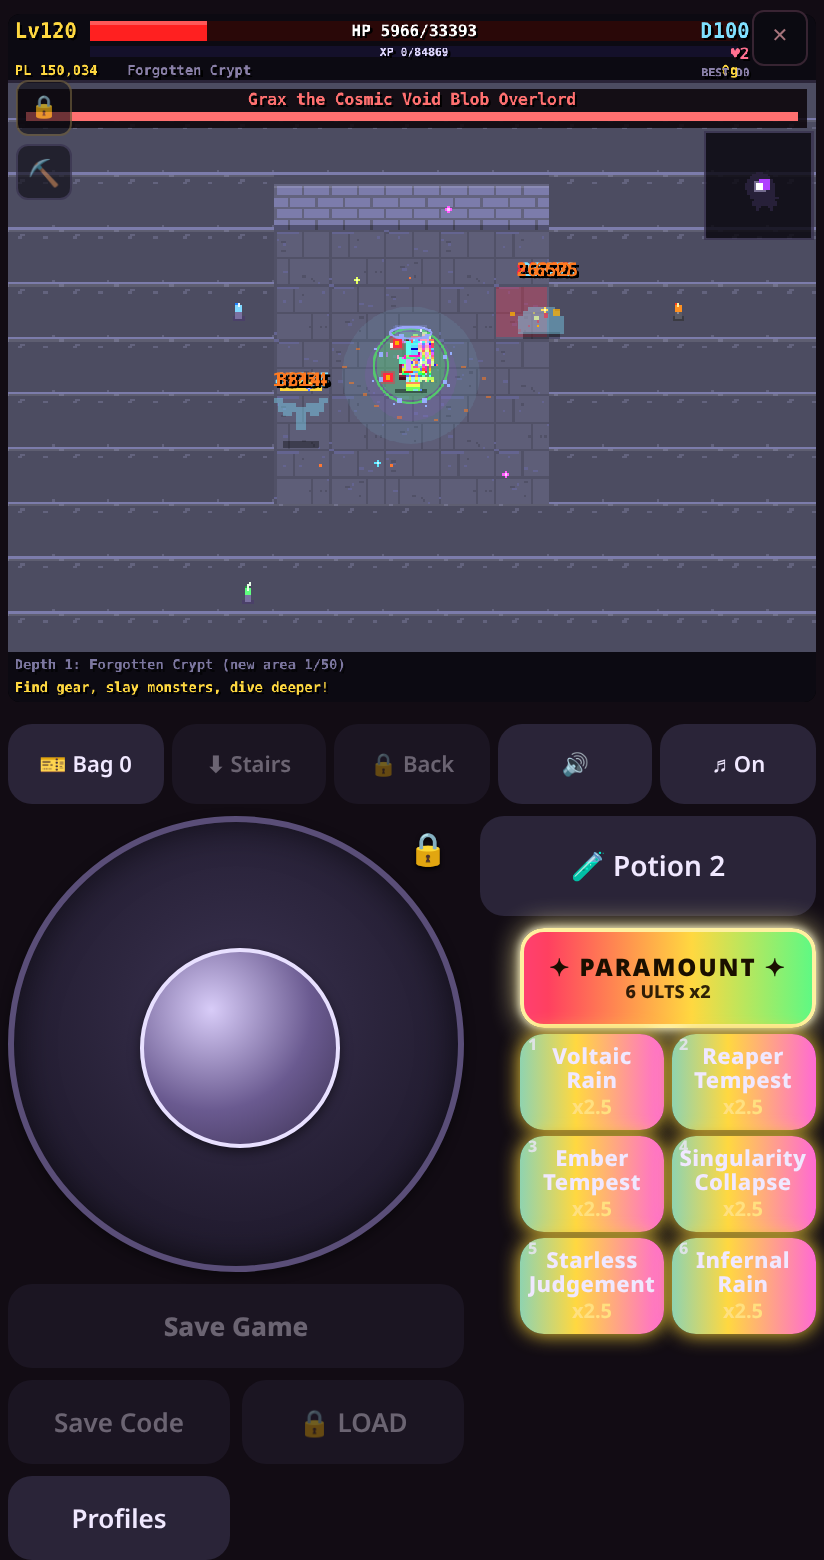 Lv120
HP 5966/33393
D100
×
XP 0/84869
♥2
PL 150,034
Forgotten Crypt
Grax the Cosmic Void Blob Overlord
Depth 1: Forgotten Crypt (new area 1/50)
Find gear, slay monsters, dive deeper!
Bag 0
⬇ Stairs
Back
♬ On
Potion 2
✦ PARAMOUNT ✦
6 ULTS x2
1
Voltaic
Rain
x2.5
2
Reaper
Tempest
x2.5
3
Ember
Tempest
x2.5
4
Singularity
Collapse
x2.5
5
Starless
Judgement
x2.5
6
Infernal
Rain
x2.5
Save Game
Save Code
LOAD
Profiles